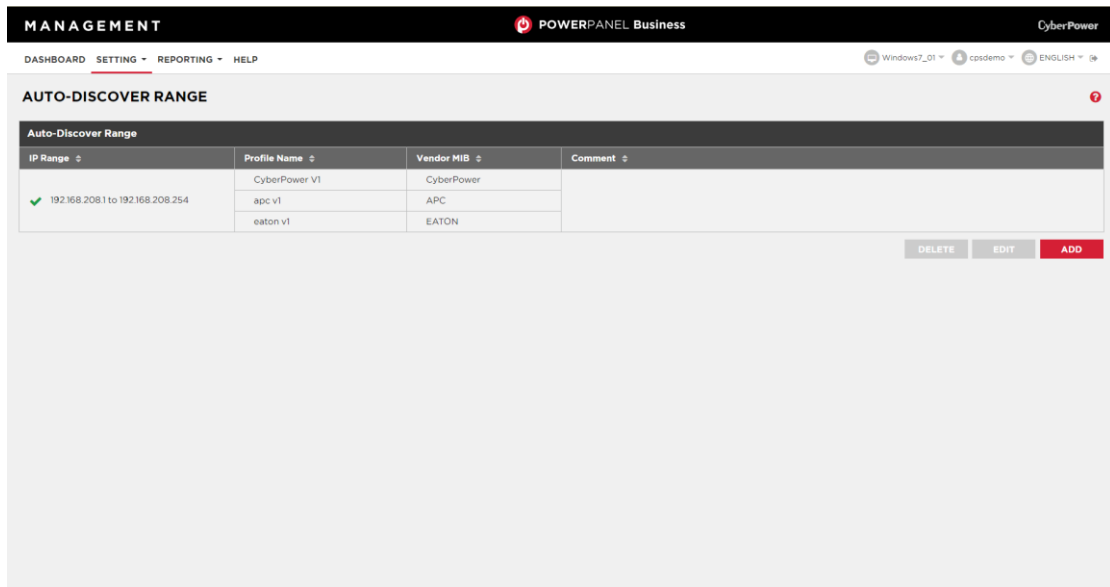 MANAGEMENT POWERPANEL Business CyberPower
DASHBOARD SETTING REPORTING HELP Windows7_01 cpsdemo ENGLISH
AUTO-DISCOVER RANGE ?
Auto-Discover Range
IP Range Profile Name Vendor MIB Comment
CyberPower V1 CyberPower
192.168.208.1 to 192.168.208.254 apc v1 APC
eaton v1 EATON
DELETE EDIT ADD